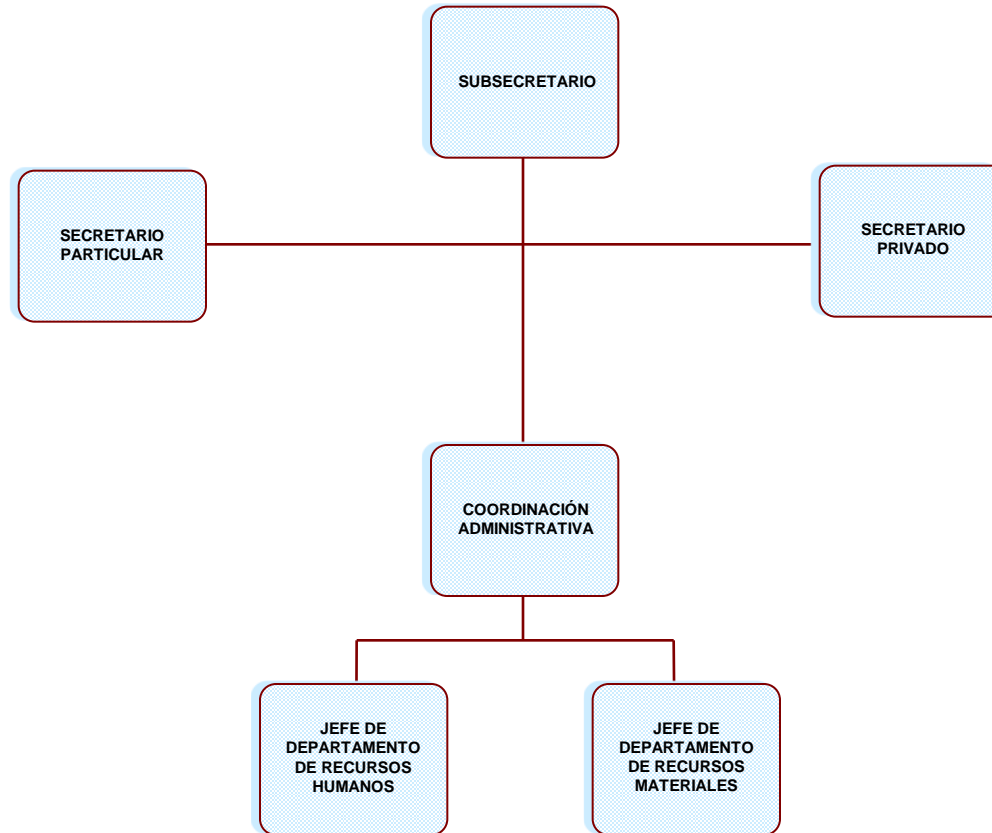 SUBSECRETARIO
SECRETARIO
PARTICULAR
SECRETARIO
PRIVADO
COORDINACIÓN
ADMINISTRATIVA
JEFE DE
DEPARTAMENTO
DE RECURSOS
HUMANOS
JEFE DE
DEPARTAMENTO
DE RECURSOS
MATERIALES